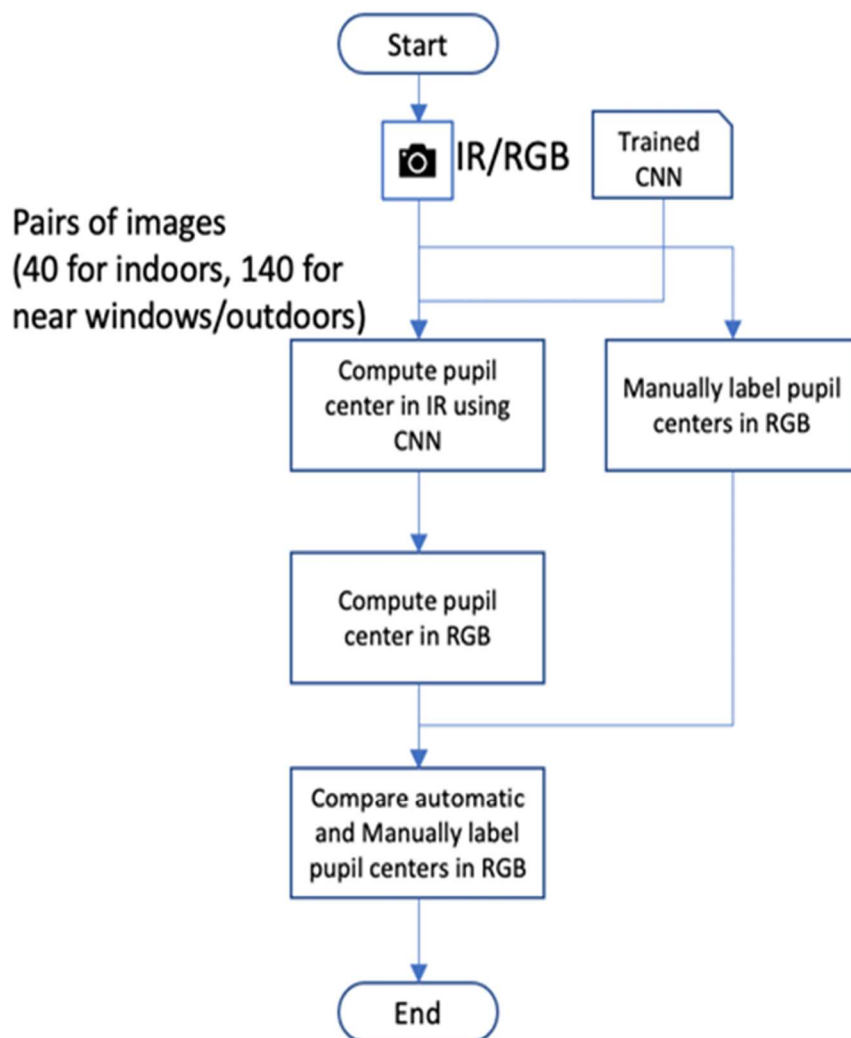 Start
IR/RGB
Trained
CNN
Pairs of images
(40 for indoors, 140 for
near windows/outdoors)
Compute pupil
center in IR using
CNN
Manually label pupil
centers in RGB
Compute pupil
center in RGB
Compare automatic
and Manually label
pupil centers in RGB
End